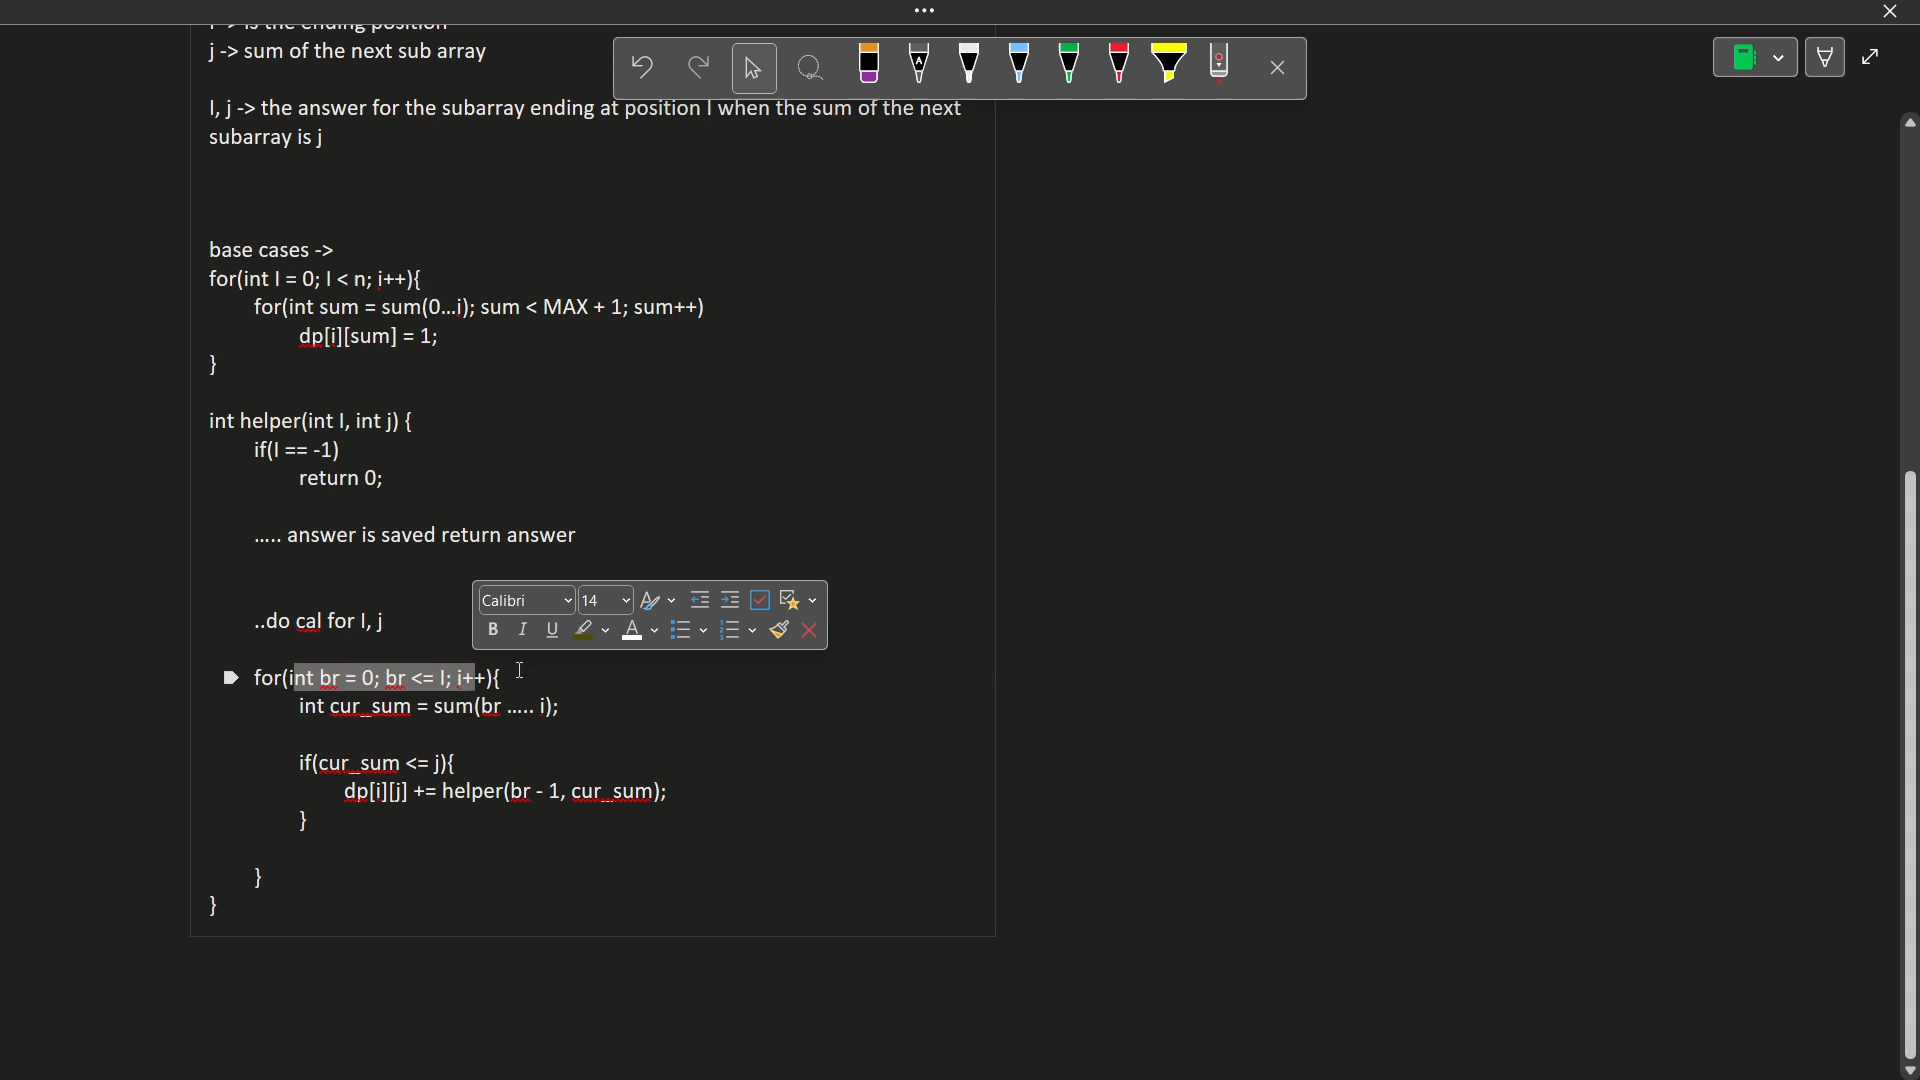 j -> sum of the next sub array
I, j -> the answer for the subarray ending at position I when the sum of the next
subarray is j
base cases ->
for(int I = 0; I < n; i++){
for(int sum = sum(0...i); sum < MAX + 1; sum++)
dp[i][sum] = 1;
}
int helper(int I, int j) {
if(I == -1)
return 0;
..... answer is saved return answer
Calibri 14
B I U A
..do cal for I, j
for(int br = 0; br <= I; i++){
int cur_sum = sum(br ..... i);
if(cur_sum <= j){
dp[i][j] += helper(br - 1, cur_sum);
}
}
}